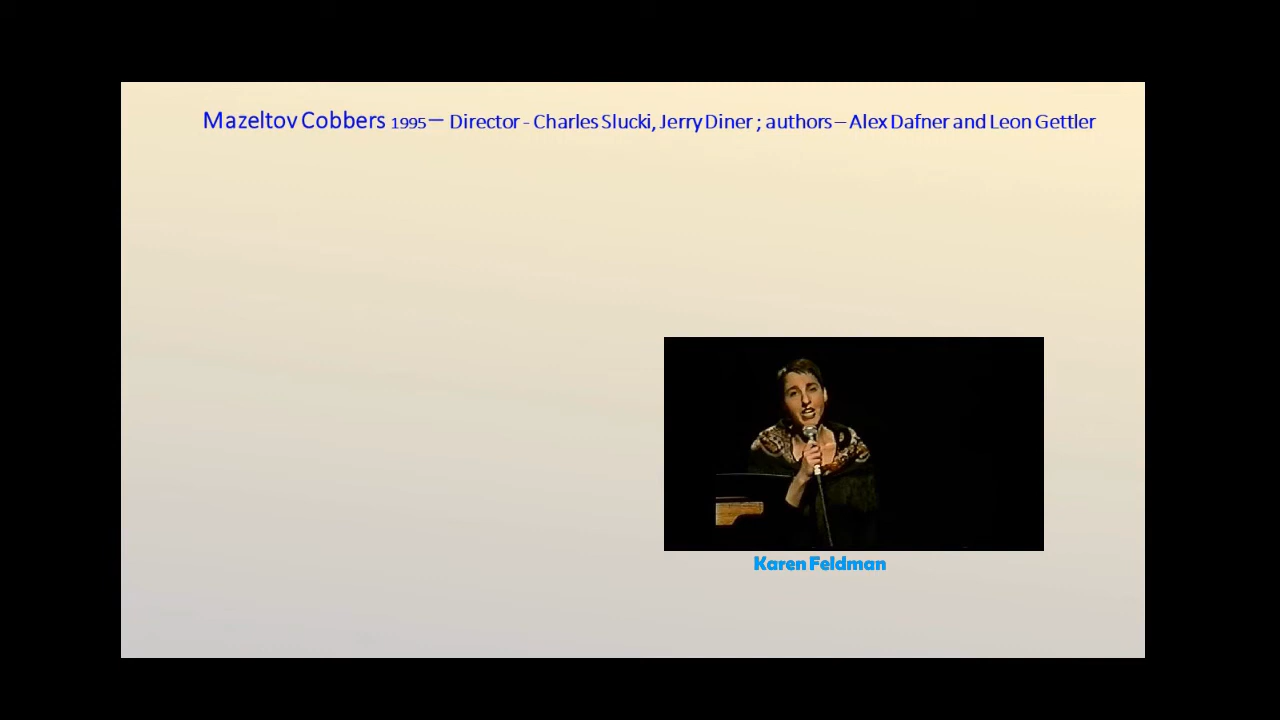 Mazeltov Cobbers 1995 – Director - Charles Slucki, Jerry Diner ; authors – Alex Dafner and Leon Gettler
Karen Feldman